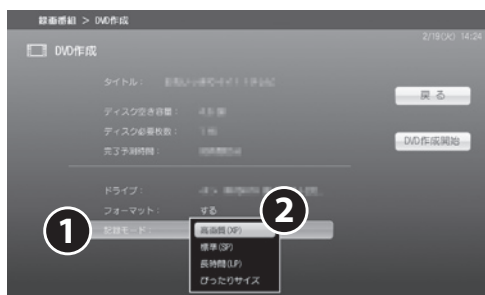 録画番組 > DVD作成
2/19(火) 14:24
DVD作成
タイトル：
戻る
ディスク空き容量：
ディスク必要枚数：
DVD作成開始
完了予測時間：
ドライブ：
フォーマット： する
1 2
記録モード： 高画質(XP)
標準(SP)
長時間(LP)
ぴったりサイズ